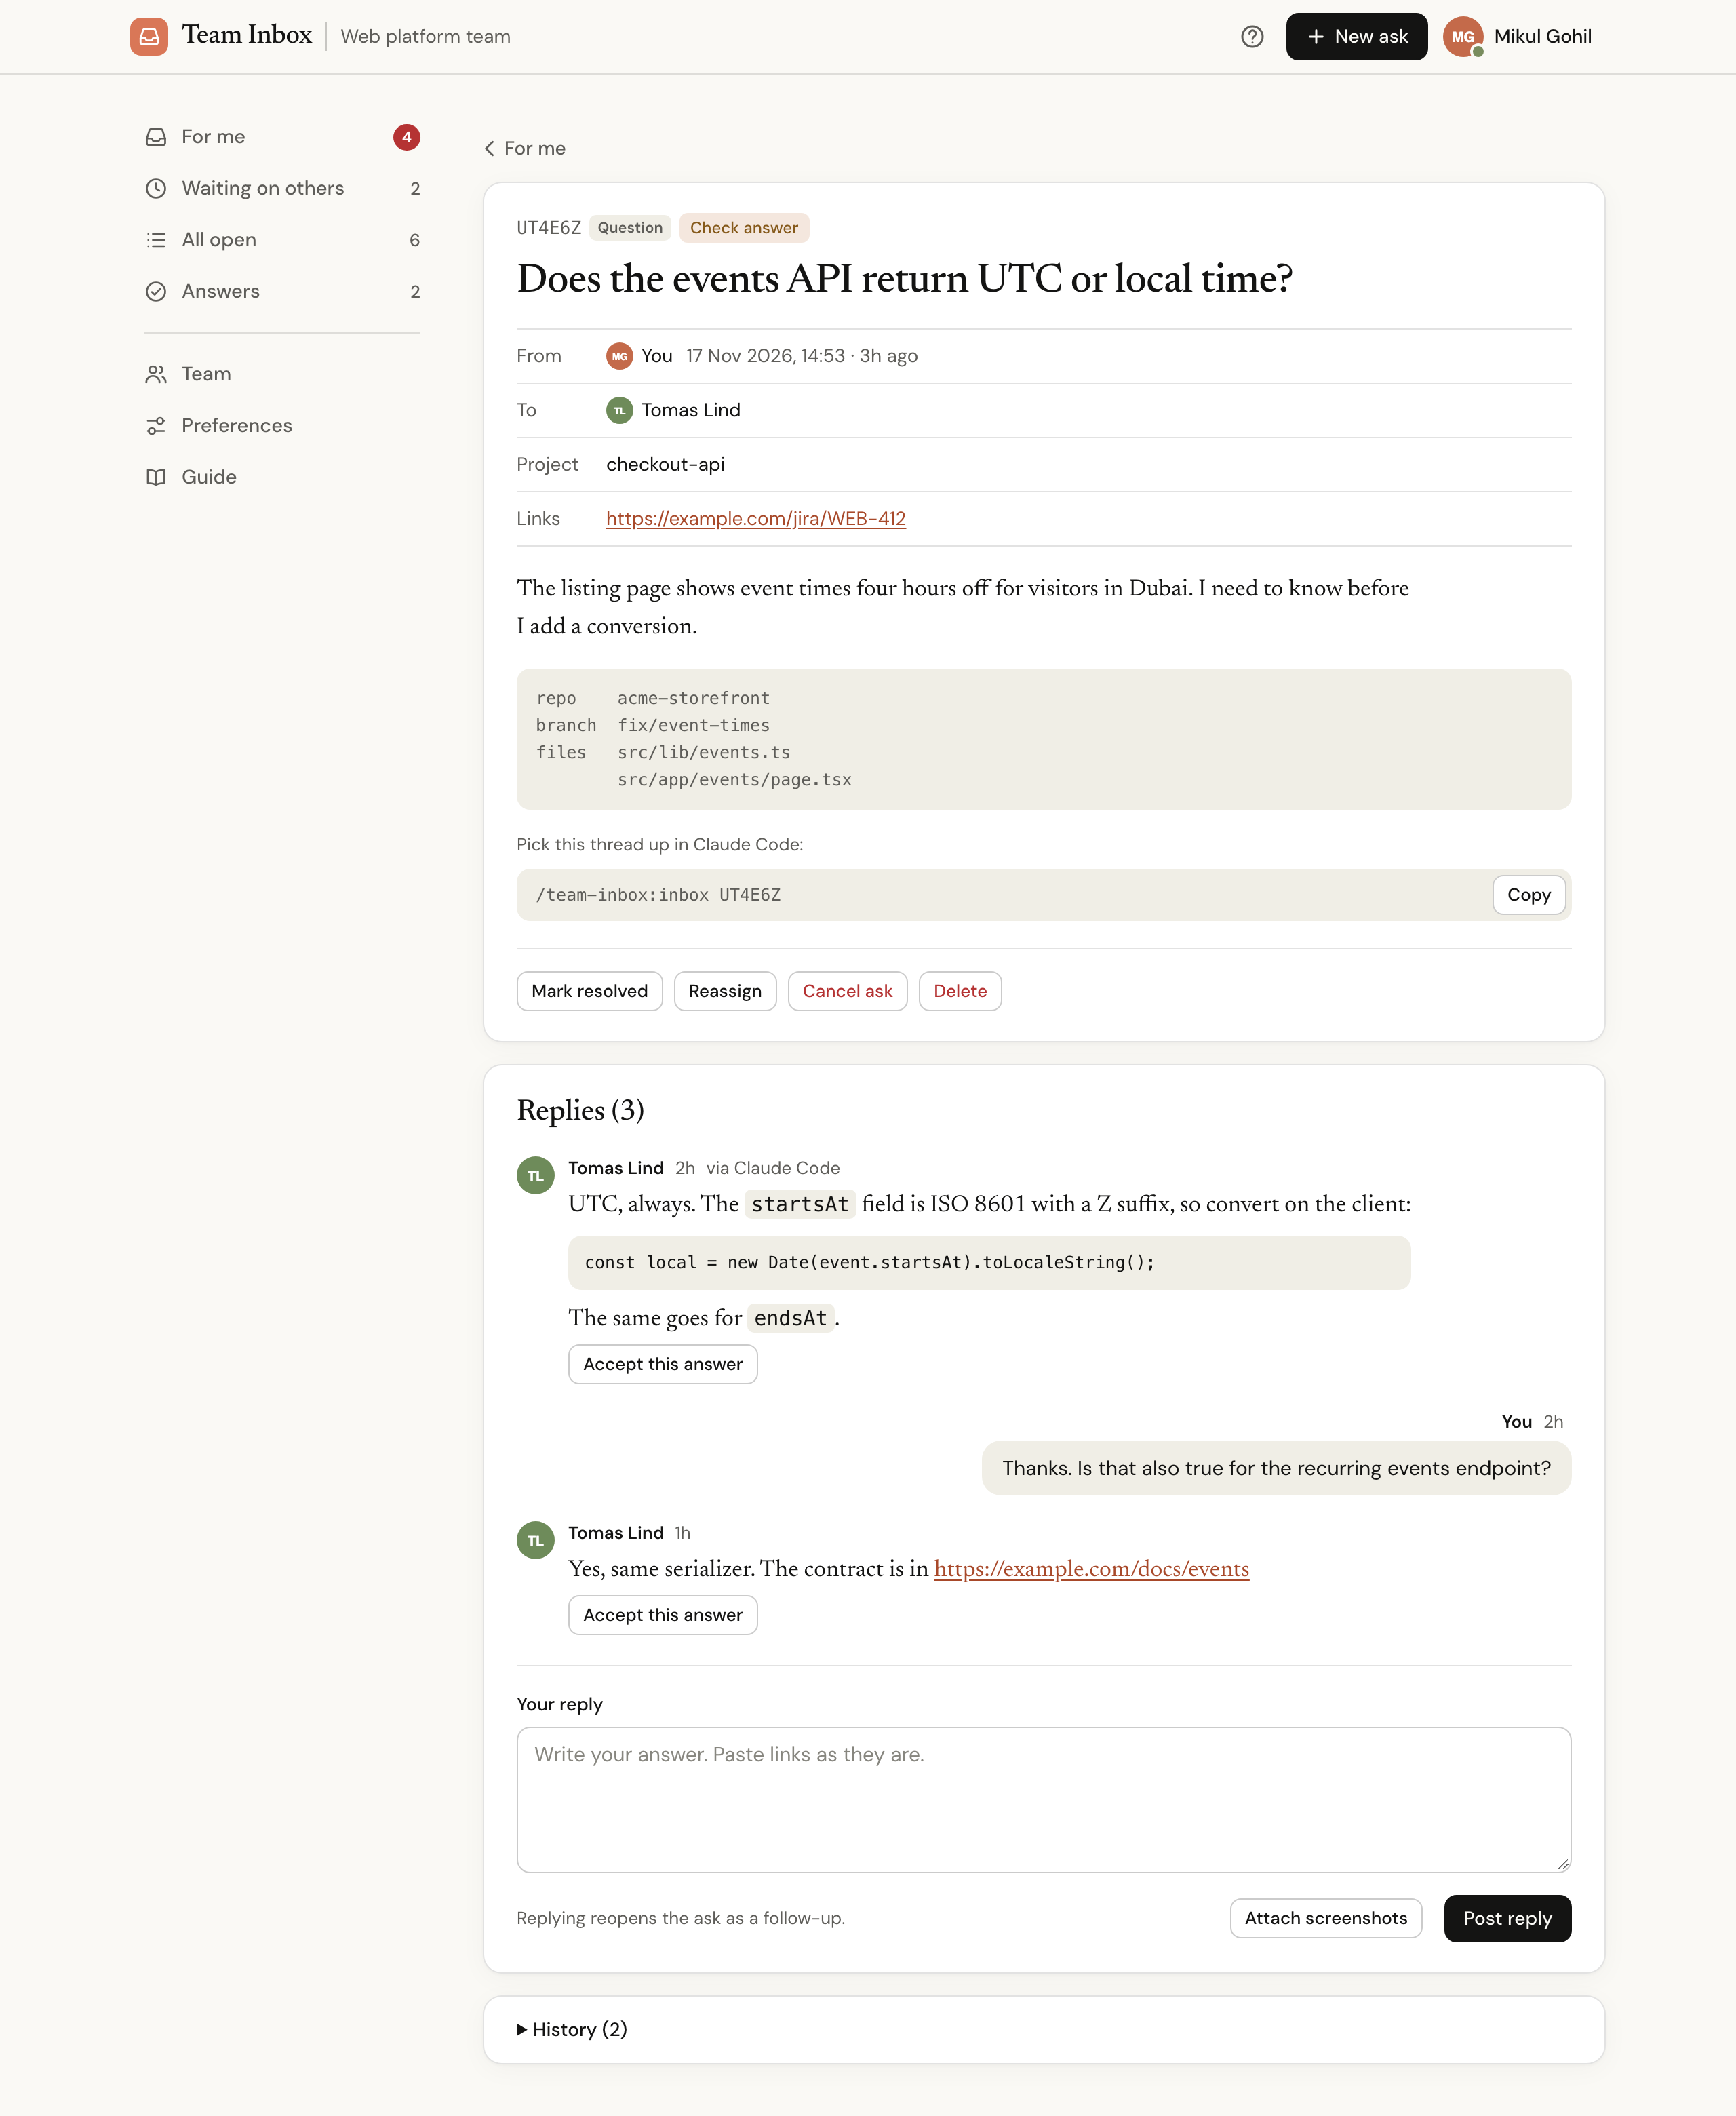 Team Inbox
Web platform team
New ask
MG
Mikul Gohil
For me
4
Waiting on others
2
All open
6
Answers
2
Team
Preferences
Guide
For me
UT4E6Z
Question
Check answer
Does the events API return UTC or local time?
From
MG
You
17 Nov 2026, 14:53 · 3h ago
To
TL
Tomas Lind
Project
checkout-api
Links
https://example.com/jira/WEB-412
The listing page shows event times four hours off for visitors in Dubai. I need to know before
I add a conversion.
repo acme-storefront
branch fix/event-times
files src/lib/events.ts
src/app/events/page.tsx
Pick this thread up in Claude Code:
/team-inbox:inbox UT4E6Z
Copy
Mark resolved
Reassign
Cancel ask
Delete
Replies (3)
TL
Tomas Lind 2h via Claude Code
UTC, always. The startsAt field is ISO 8601 with a Z suffix, so convert on the client:
const local = new Date(event.startsAt).toLocaleString();
The same goes for endsAt.
Accept this answer
You 2h
Thanks. Is that also true for the recurring events endpoint?
TL
Tomas Lind 1h
Yes, same serializer. The contract is in https://example.com/docs/events
Accept this answer
Your reply
Write your answer. Paste links as they are.
Replying reopens the ask as a follow-up.
Attach screenshots
Post reply
History (2)